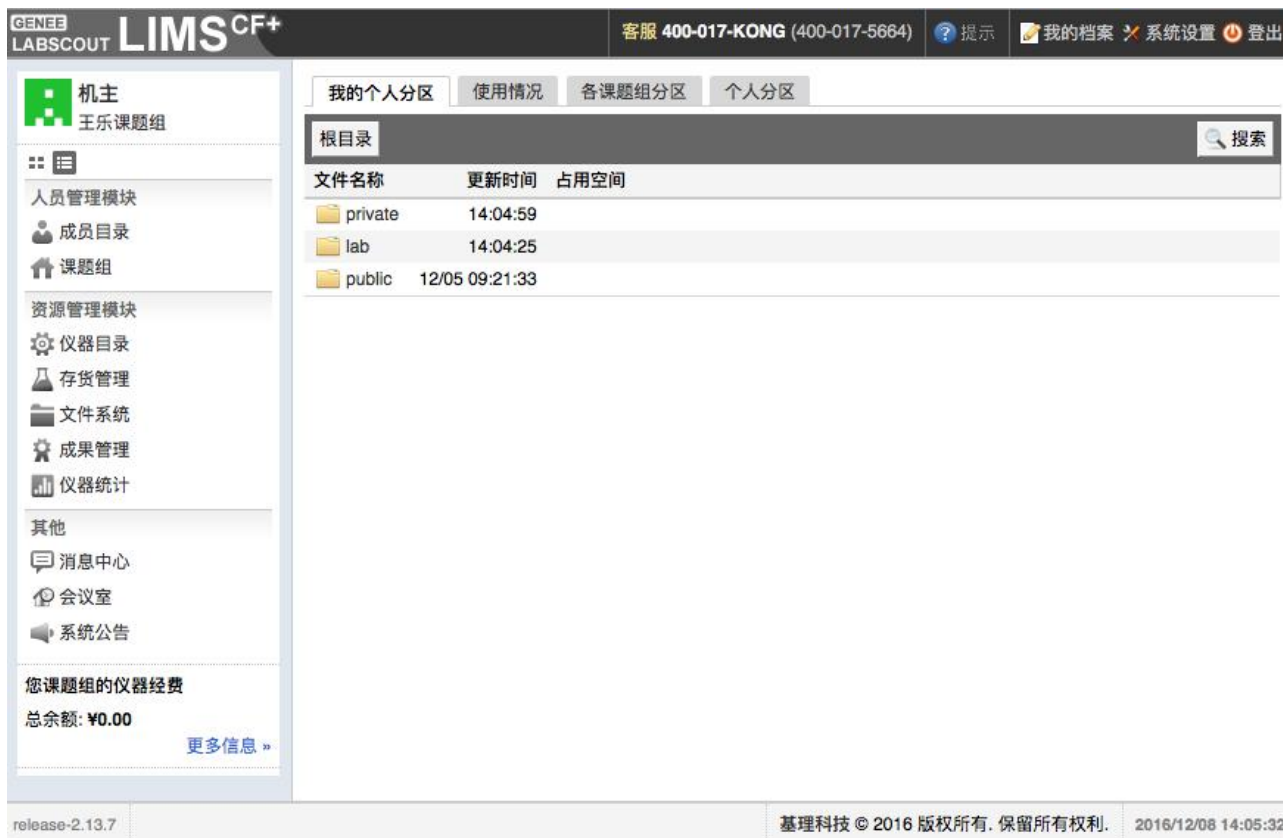 GENEE
LABSCOUT LIMS CF+
客服 400-017-KONG (400-017-5664) 提示 我的档案 系统设置 登出
机主
王乐课题组
人员管理模块
成员目录
课题组
资源管理模块
仪器目录
存货管理
文件系统
成果管理
仪器统计
其他
消息中心
会议室
系统公告
您课题组的仪器经费
总余额: ¥0.00
更多信息 »
我的个人分区 使用情况 各课题组分区 个人分区
根目录 搜索
文件名称 更新时间 占用空间
private 14:04:59
lab 14:04:25
public 12/05 09:21:33
release-2.13.7 基理科技 © 2016 版权所有. 保留所有权利. 2016/12/08 14:05:32